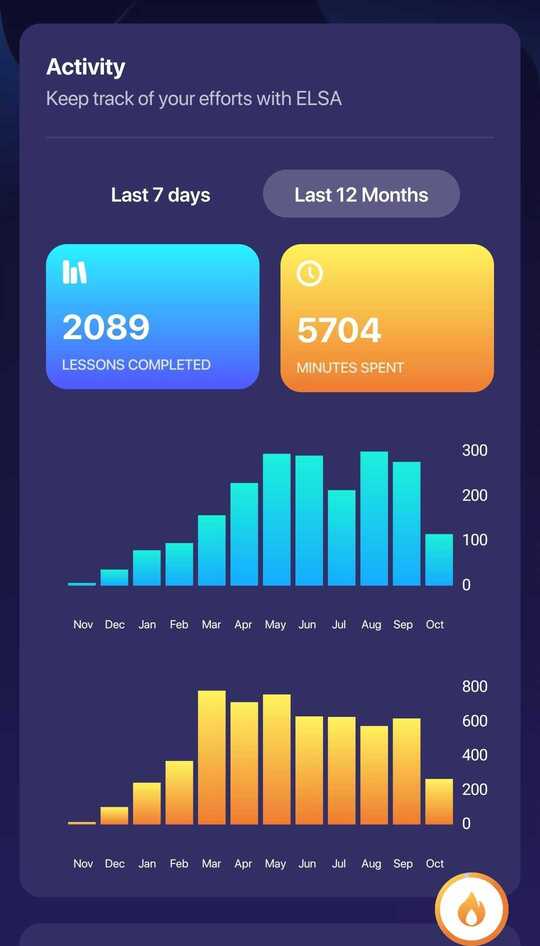 Activity
Keep track of your efforts with ELSA
Last 7 days Last 12 Months
2089 5704
LESSONS COMPLETED MINUTES SPENT
300
200
100
0
Nov Dec Jan Feb Mar Apr May Jun Jul Aug Sep Oct
800
600
400
200
0
Nov Dec Jan Feb Mar Apr May Jun Jul Aug Sep Oct